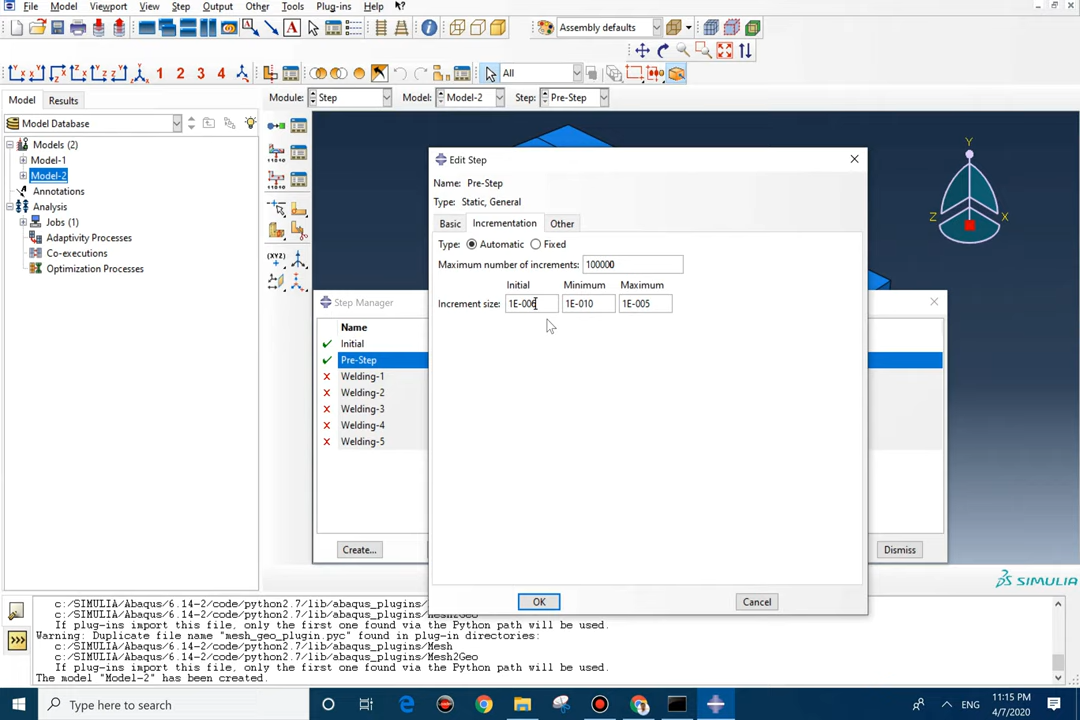 File Model Viewport View Step Output Other Tools Plug-ins Help
Assembly defaults
1 2 3 4
All
Model Results
Module: Step Model: Model-2 Step: Pre-Step
Model Database
Models (2)
Model-1
Model-2
Annotations
Analysis
Jobs (1)
Adaptivity Processes
Co-executions
Optimization Processes
Edit Step
Name: Pre-Step
Type: Static, General
Basic Incrementation Other
Type: Automatic Fixed
Maximum number of increments: 100000
Initial Minimum Maximum
Increment size: 1E-006 1E-010 1E-005
OK Cancel
Step Manager
Name
Initial
Pre-Step
Welding-1
Welding-2
Welding-3
Welding-4
Welding-5
Create... Dismiss
Y
Z X
SIMULIA
c:/SIMULIA/Abaqus/6.14-2/code/python2.7/lib/abaqus_plugins/
If plug-ins import this file, only the first one found via the Python path will be used.
Warning: Duplicate file name "mesh_geo_plugin.pyc" found in plug-in directories:
c:/SIMULIA/Abaqus/6.14-2/code/python2.7/lib/abaqus_plugins/Mesh
c:/SIMULIA/Abaqus/6.14-2/code/python2.7/lib/abaqus_plugins/Mesh2Geo
If plug-ins import this file, only the first one found via the Python path will be used.
The model "Model-2" has been created.
Type here to search
ENG
11:15 PM
4/7/2020